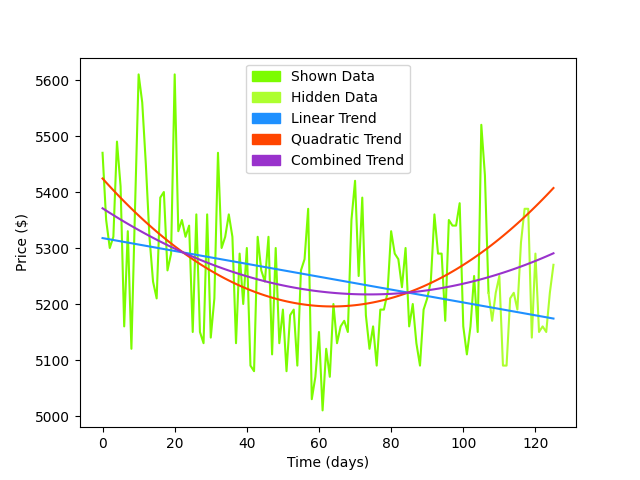 Shown Data
Hidden Data
Linear Trend
Quadratic Trend
Combined Trend
Price ($)
5600
5500
5400
5300
5200
5100
5000
0 20 40 60 80 100 120
Time (days)